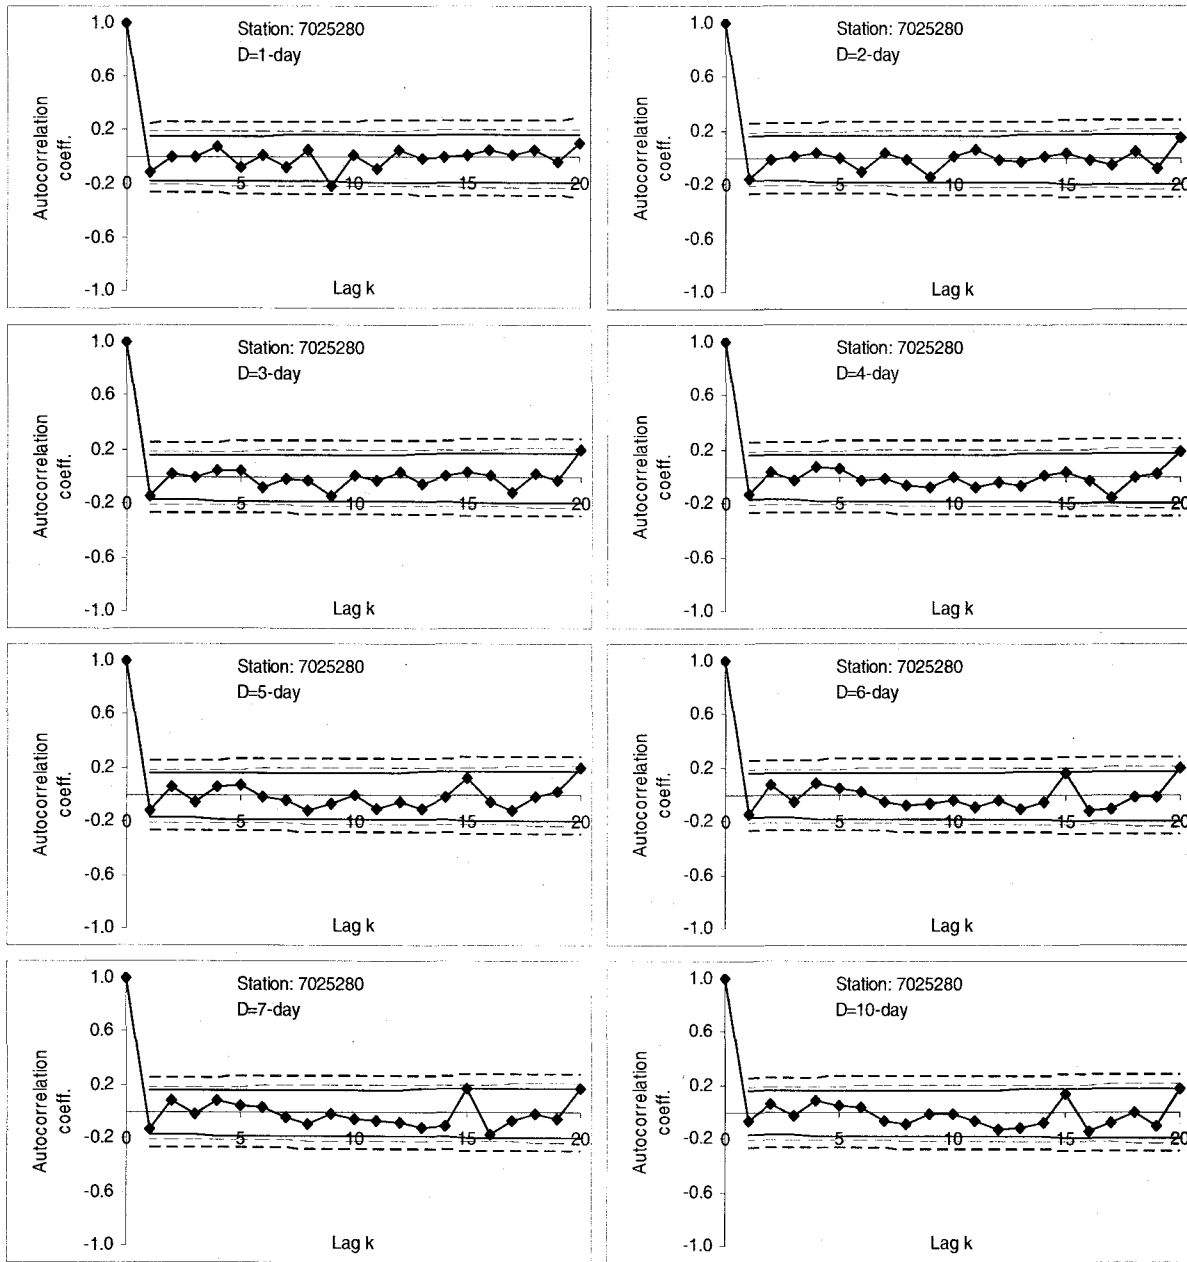 Station: 7025280
D=1-day
1.0
0.6
0.2
-0.2
-0.6
-1.0
0
5
10
15
20
Autocorrelation
coeff.
Lag k
Station: 7025280
D=2-day
1.0
0.6
0.2
-0.2
-0.6
-1.0
0
5
10
15
20
Autocorrelation
coeff.
Lag k
Station: 7025280
D=3-day
1.0
0.6
0.2
-0.2
-0.6
-1.0
0
5
10
15
20
Autocorrelation
coeff.
Lag k
Station: 7025280
D=4-day
1.0
0.6
0.2
-0.2
-0.6
-1.0
0
5
10
15
20
Autocorrelation
coeff.
Lag k
Station: 7025280
D=5-day
1.0
0.6
0.2
-0.2
-0.6
-1.0
0
5
10
15
20
Autocorrelation
coeff.
Lag k
Station: 7025280
D=6-day
1.0
0.6
0.2
-0.2
-0.6
-1.0
0
5
10
15
20
Autocorrelation
coeff.
Lag k
Station: 7025280
D=7-day
1.0
0.6
0.2
-0.2
-0.6
-1.0
0
5
10
15
20
Autocorrelation
coeff.
Lag k
Station: 7025280
D=10-day
1.0
0.6
0.2
-0.2
-0.6
-1.0
0
5
10
15
20
Autocorrelation
coeff.
Lag k